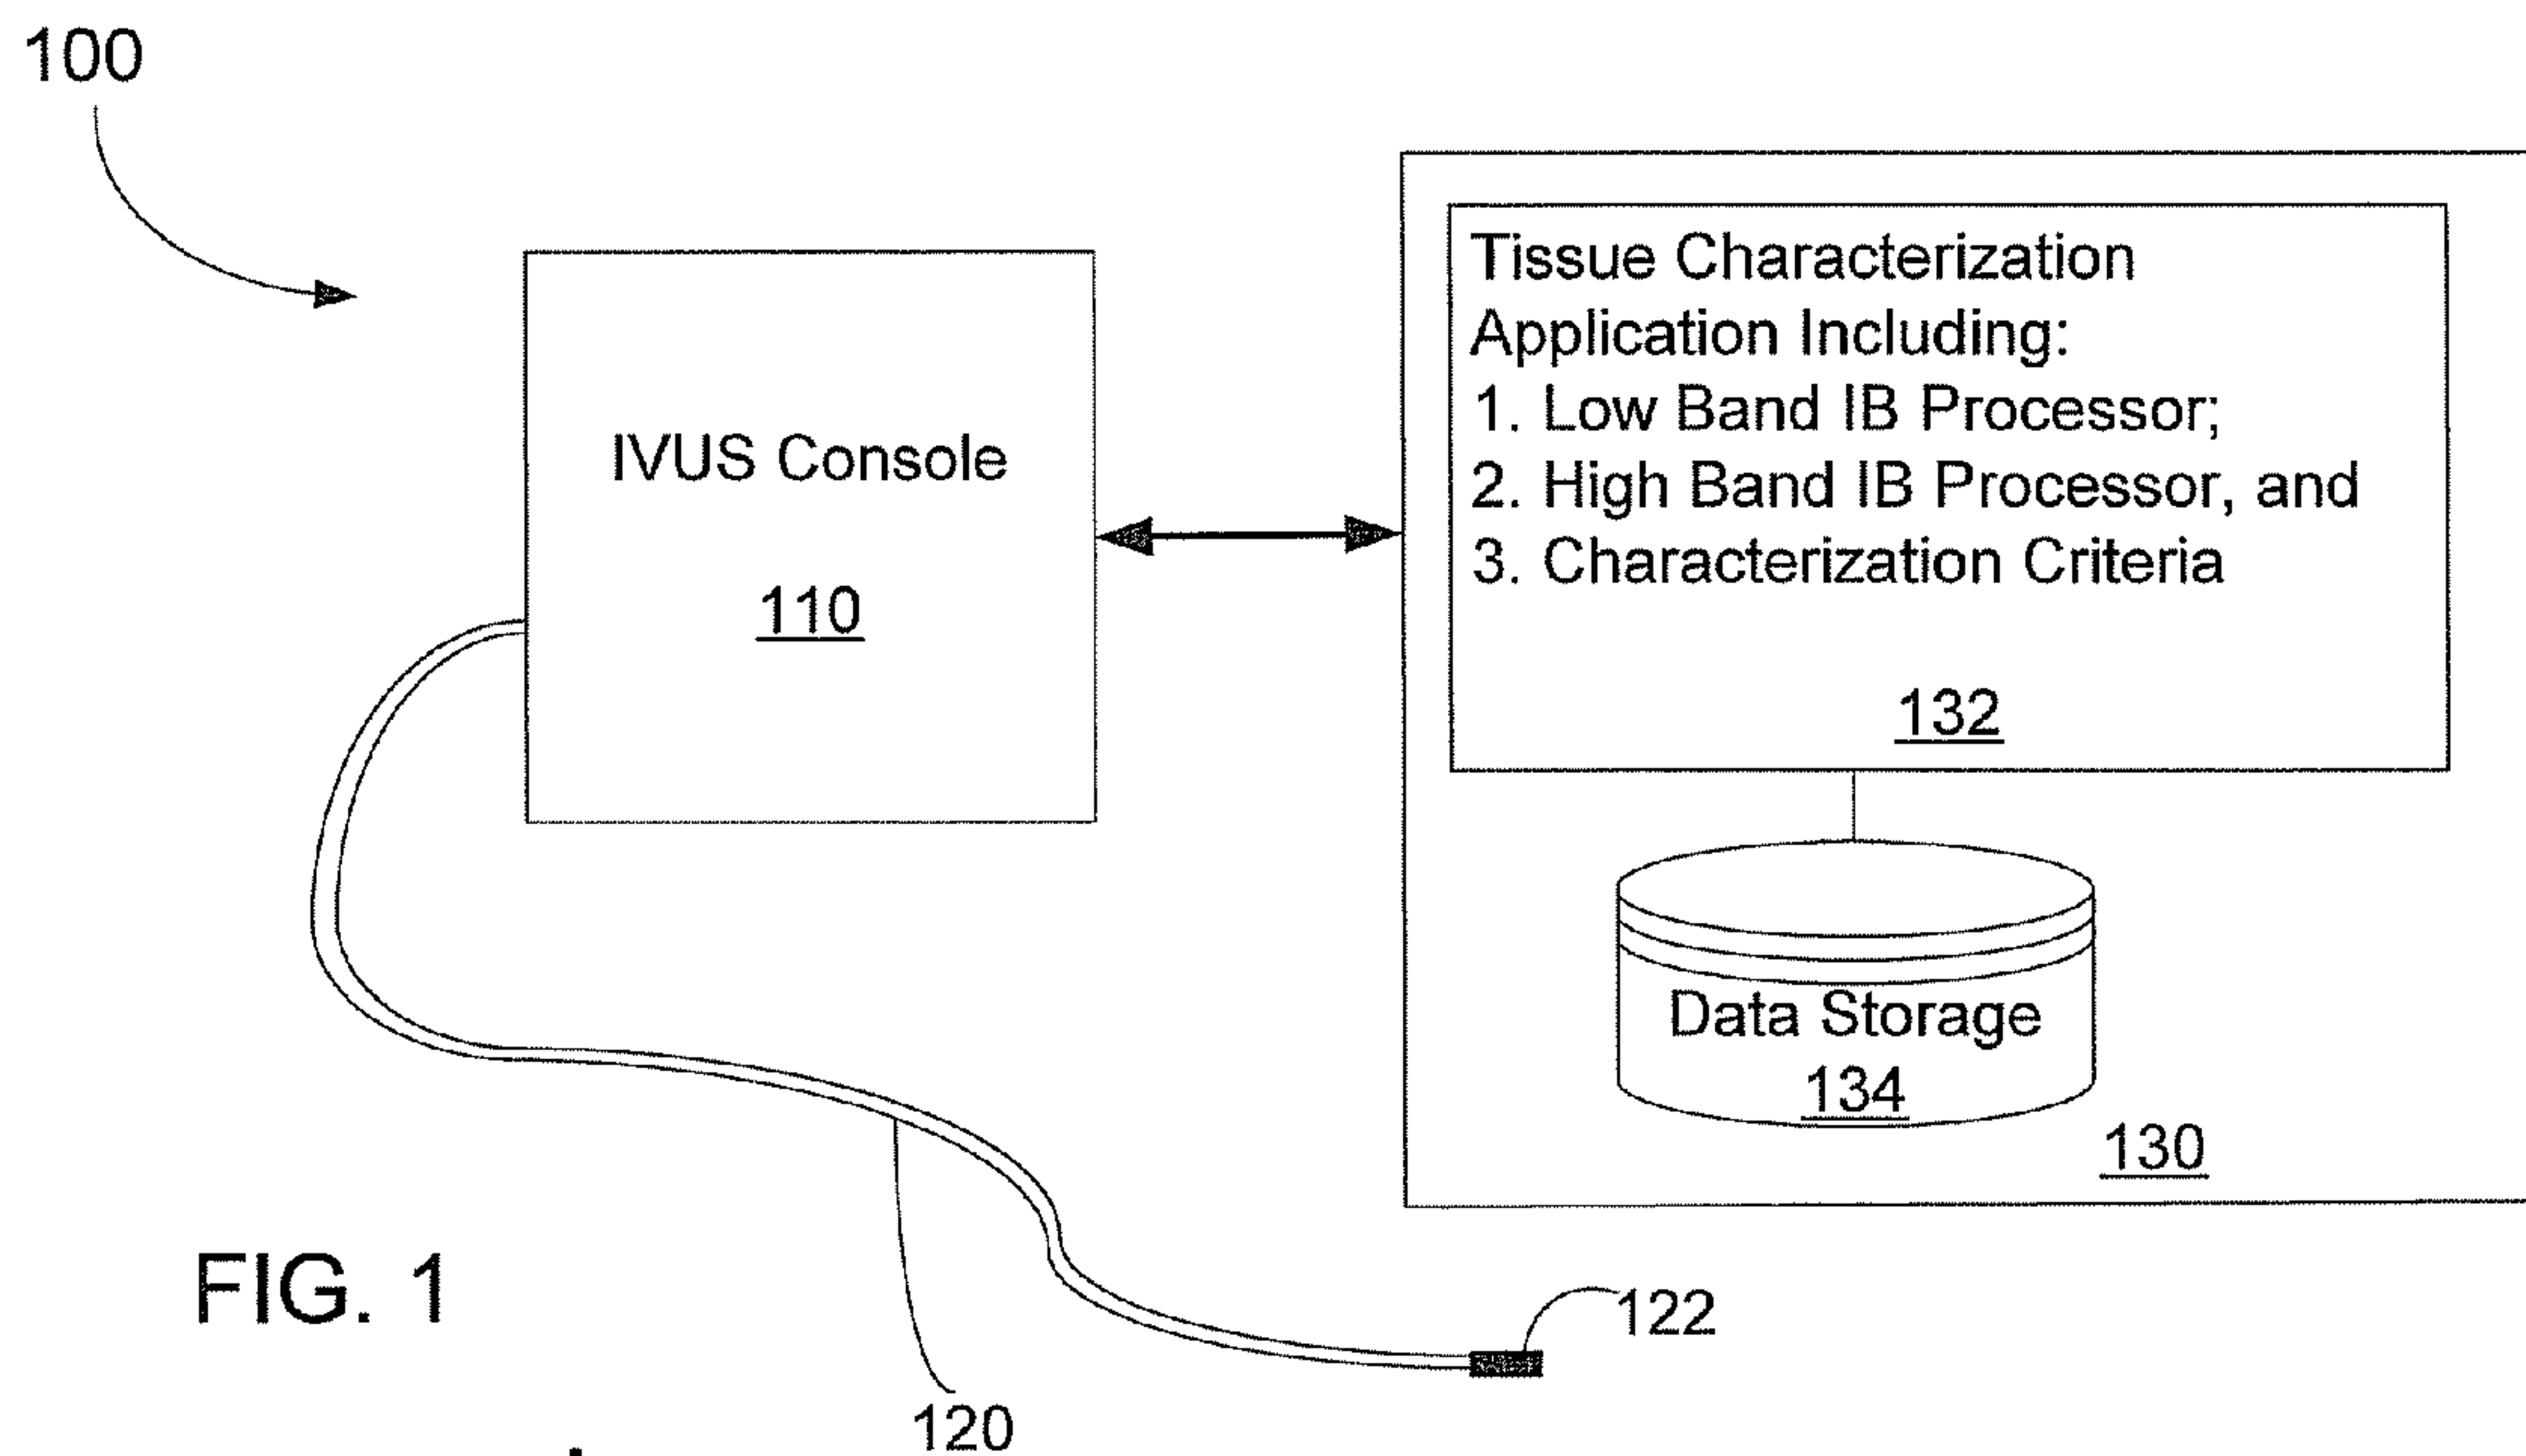 100
IVUS Console
110
Tissue Characterization
Application Including:
1. Low Band IB Processor;
2. High Band IB Processor, and
3. Characterization Criteria
132
Data Storage
134
130
FIG. 1
122
120